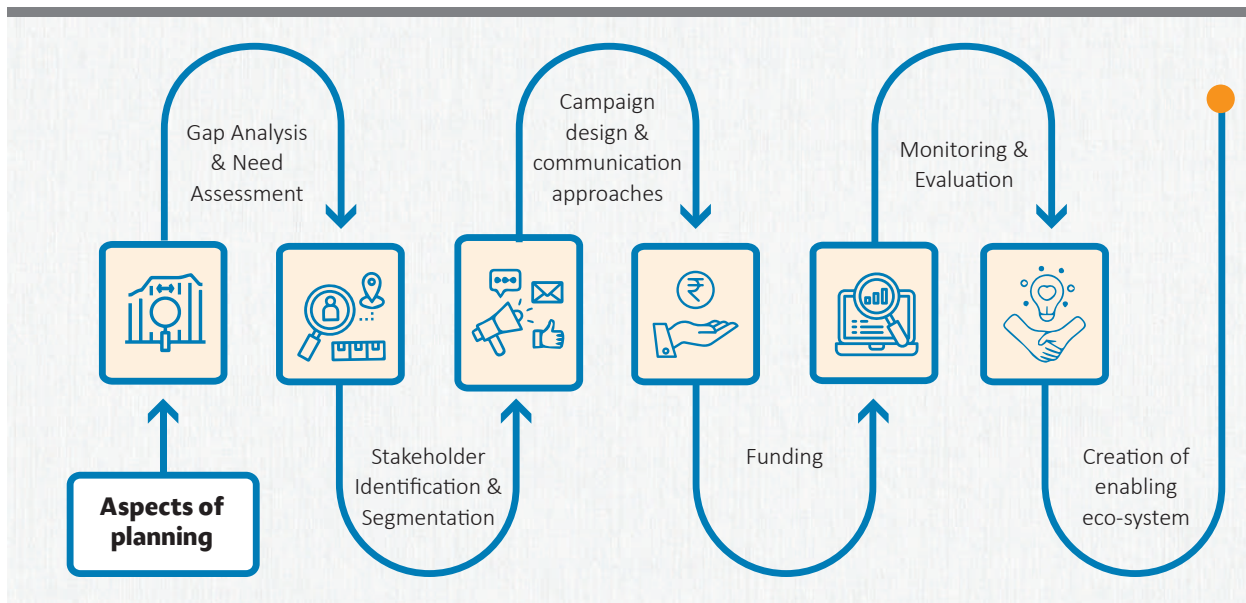 Aspects of
planning
Gap Analysis
& Need
Assessment
Stakeholder
Identification &
Segmentation
Campaign
design &
communication
approaches
₹
Funding
Monitoring &
Evaluation
Creation of
enabling
eco-system